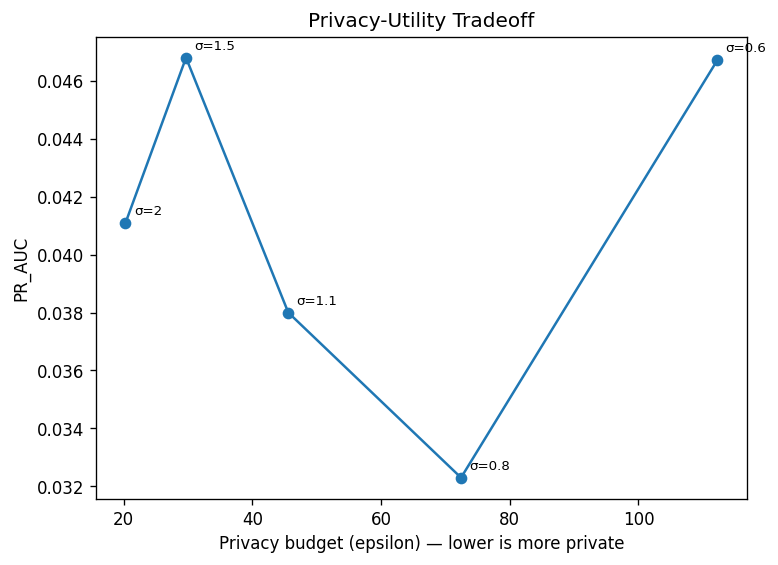 Privacy-Utility Tradeoff
PR_AUC
0.046
0.044
0.042
0.040
0.038
0.036
0.034
0.032
σ=2
σ=1.5
σ=1.1
σ=0.8
σ=0.6
20 40 60 80 100
Privacy budget (epsilon) — lower is more private